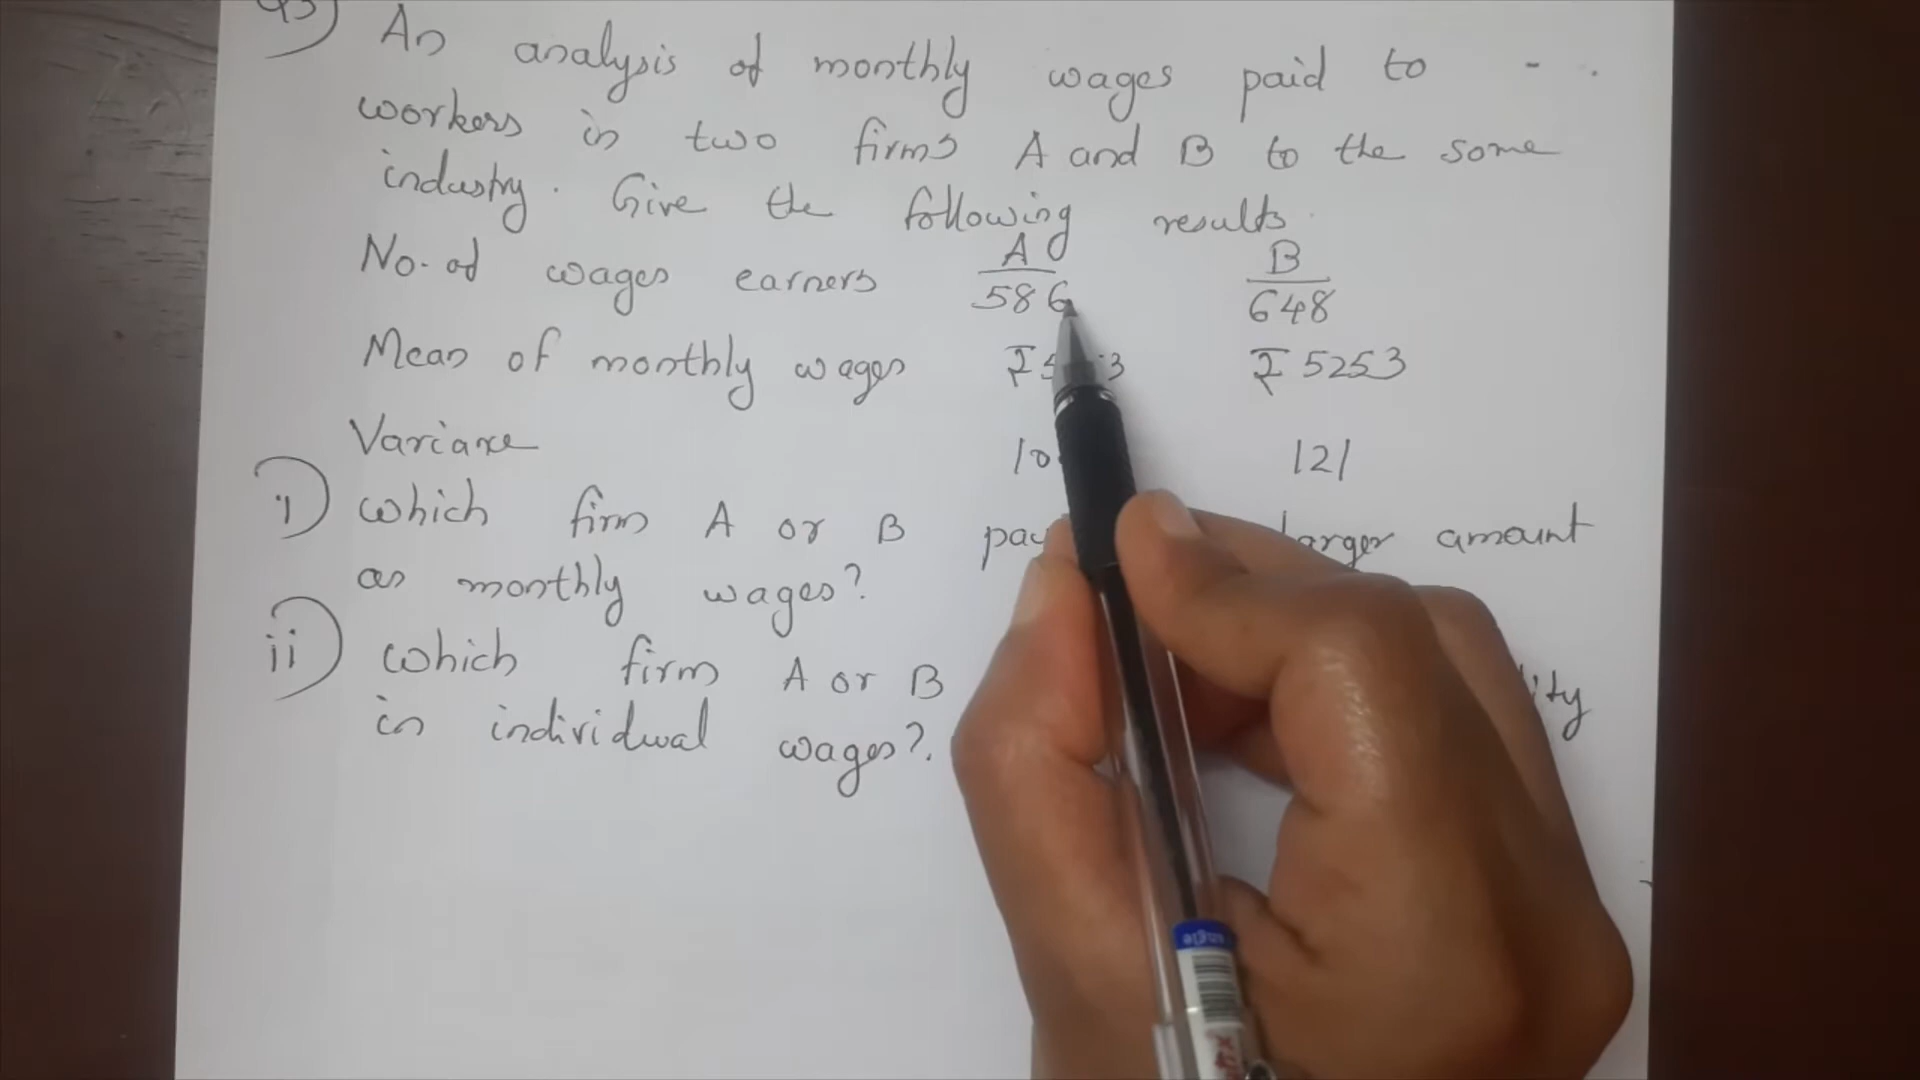 An analysis of monthly wages paid to - .
workers in two firms A and B to the some
industry. Give the following results.
A B
No. of wages earners 586 648
Mean of monthly wages ₹ 5253
Variance 121
i) which firm A or B larger amount
as monthly wages?
ii) which firm A or B
in individual wages?.